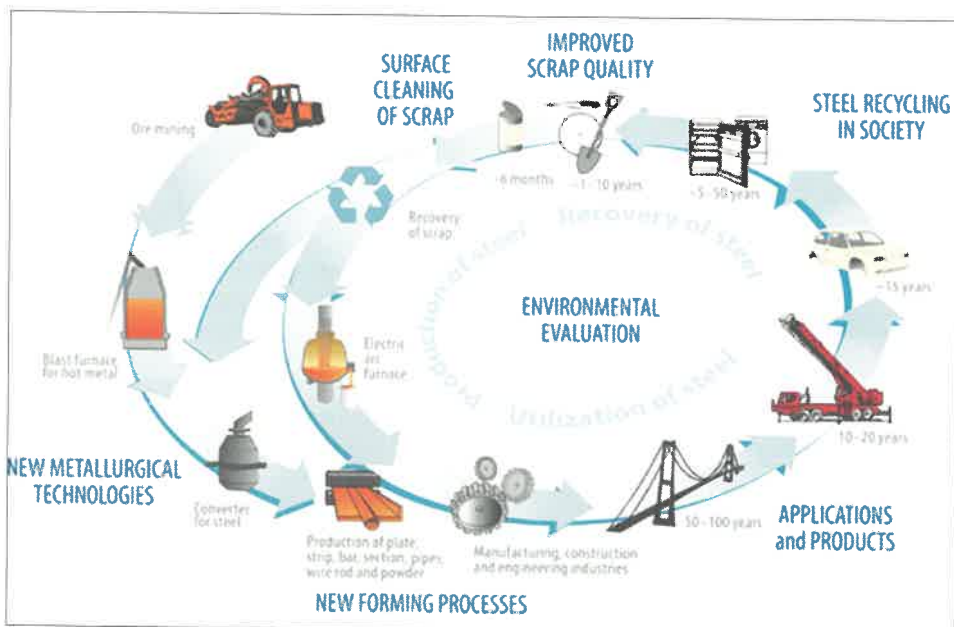 IMPROVED
SCRAP QUALITY
SURFACE
CLEANING
OF SCRAP
STEEL RECYCLING
IN SOCIETY
Ore mining
~6 months
~1-10 years
~5-50 years
Recovery
of scrap
Production of steel
Recovery of steel
Utilization of steel
ENVIRONMENTAL
EVALUATION
~15 years
Blast furnace
for hot metal
Electric
arc
furnace
10-20 years
NEW METALLURGICAL
TECHNOLOGIES
Converter
for steel
50-100 years
APPLICATIONS
and PRODUCTS
Production of plate,
strip, bar, section, pipes,
wire rod and powder
Manufacturing, construction
and engineering industries
NEW FORMING PROCESSES